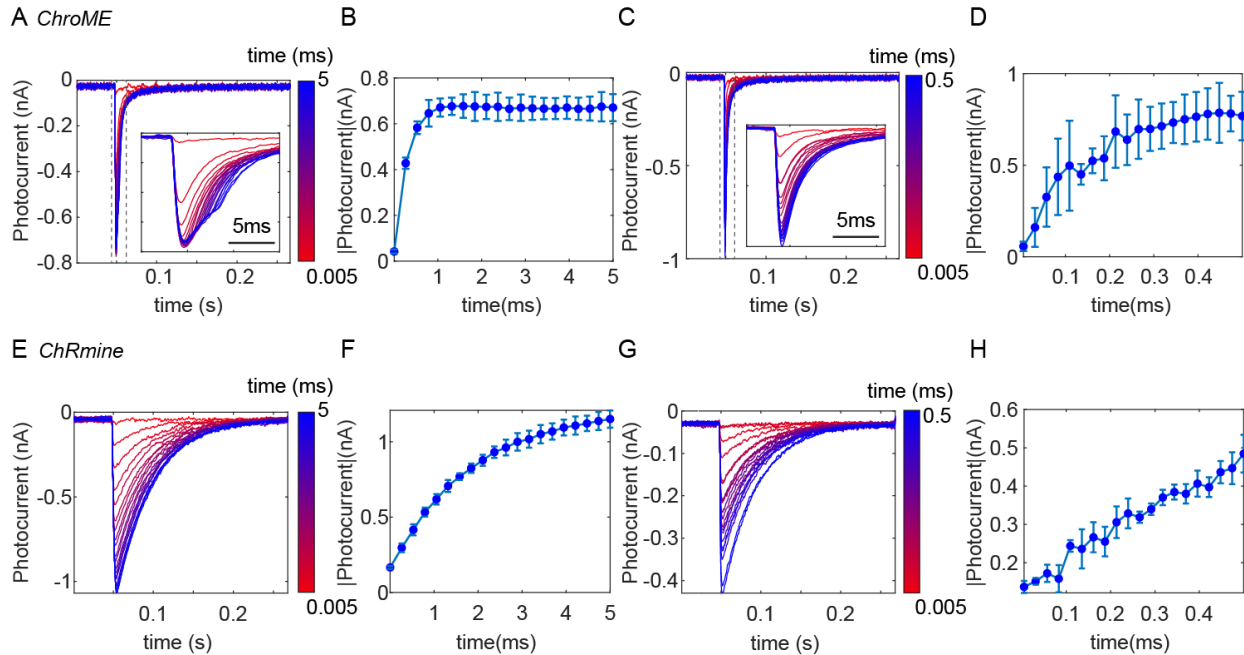 A ChroME
time (ms)
5
0.005
0
-0.2
-0.4
-0.6
-0.8
Photocurrent (nA)
0.1
0.2
time (s)
5ms
B
0.8
0.6
0.4
0.2
0
|Photocurrent|(nA)
0
1
2
3
4
5
time(ms)
C
time (ms)
0.5
0.005
0
-0.5
-1
Photocurrent (nA)
0.1
0.2
time (s)
5ms
D
1
0.5
0
|Photocurrent|(nA)
0.1
0.2
0.3
0.4
time(ms)
E ChRmine
time (ms)
5
0.005
0
-0.5
-1
Photocurrent (nA)
0.1
0.2
time (s)
F
1
0.5
0
|Photocurrent|(nA)
1
2
3
4
5
time(ms)
G
time (ms)
0.5
0.005
0
-0.1
-0.2
-0.3
-0.4
Photocurrent (nA)
0.1
0.2
time (s)
H
0.6
0.5
0.4
0.3
0.2
|Photocurrent|(nA)
0.1
0.2
0.3
0.4
time(ms)